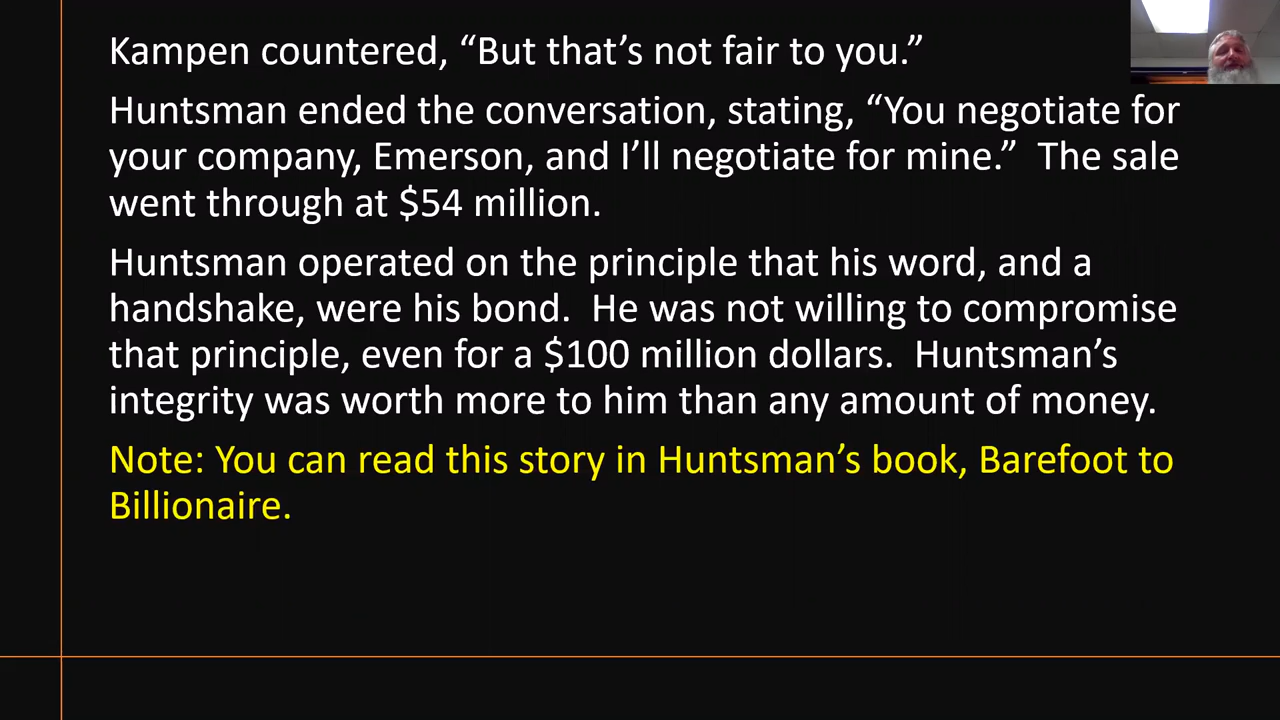 Kampen countered, “But that’s not fair to you.”
Huntsman ended the conversation, stating, “You negotiate for
your company, Emerson, and I’ll negotiate for mine.”  The sale
went through at $54 million.
Huntsman operated on the principle that his word, and a
handshake, were his bond.  He was not willing to compromise
that principle, even for a $100 million dollars.  Huntsman’s
integrity was worth more to him than any amount of money.
Note: You can read this story in Huntsman’s book, Barefoot to
Billionaire.